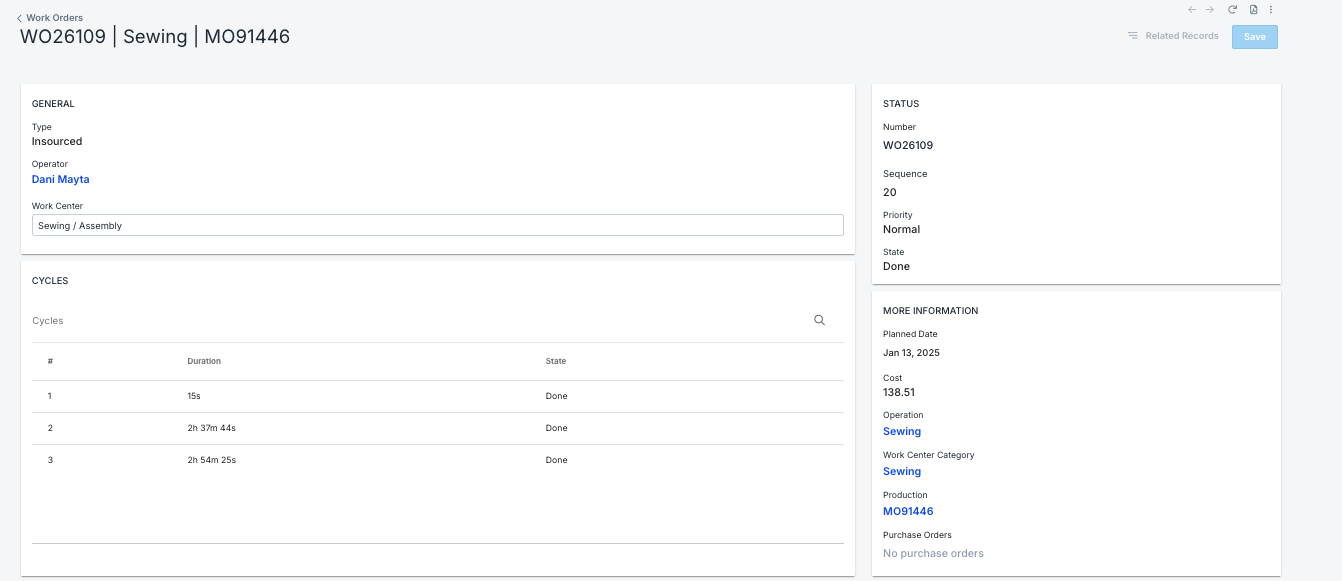 Work Orders
WO26109 | Sewing | MO91446
Related Records
Save
GENERAL
Type
Insourced
Operator
Dani Mayta
Work Center
Sewing / Assembly
CYCLES
Cycles
# Duration State
1 15s Done
2 2h 37m 44s Done
3 2h 54m 25s Done
STATUS
Number
WO26109
Sequence
20
Priority
Normal
State
Done
MORE INFORMATION
Planned Date
Jan 13, 2025
Cost
138.51
Operation
Sewing
Work Center Category
Sewing
Production
MO91446
Purchase Orders
No purchase orders